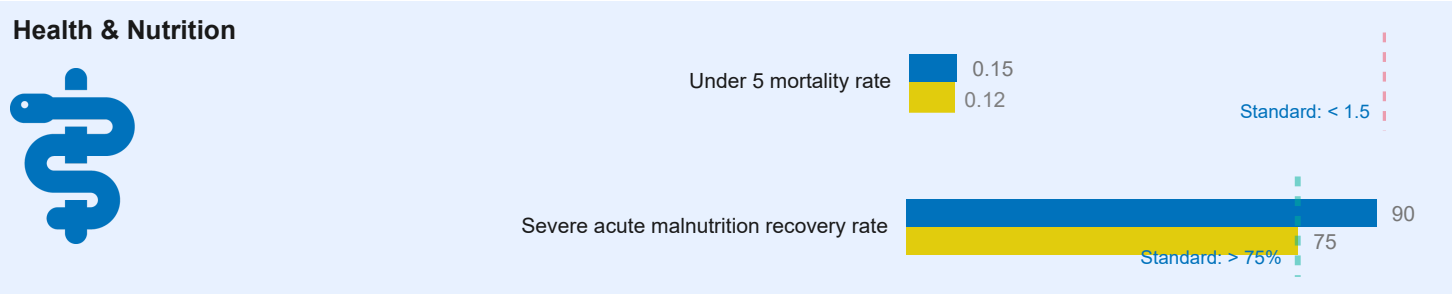 Health & Nutrition
Under 5 mortality rate
0.15
0.12
Standard: < 1.5
Severe acute malnutrition recovery rate
90
75
Standard: > 75%